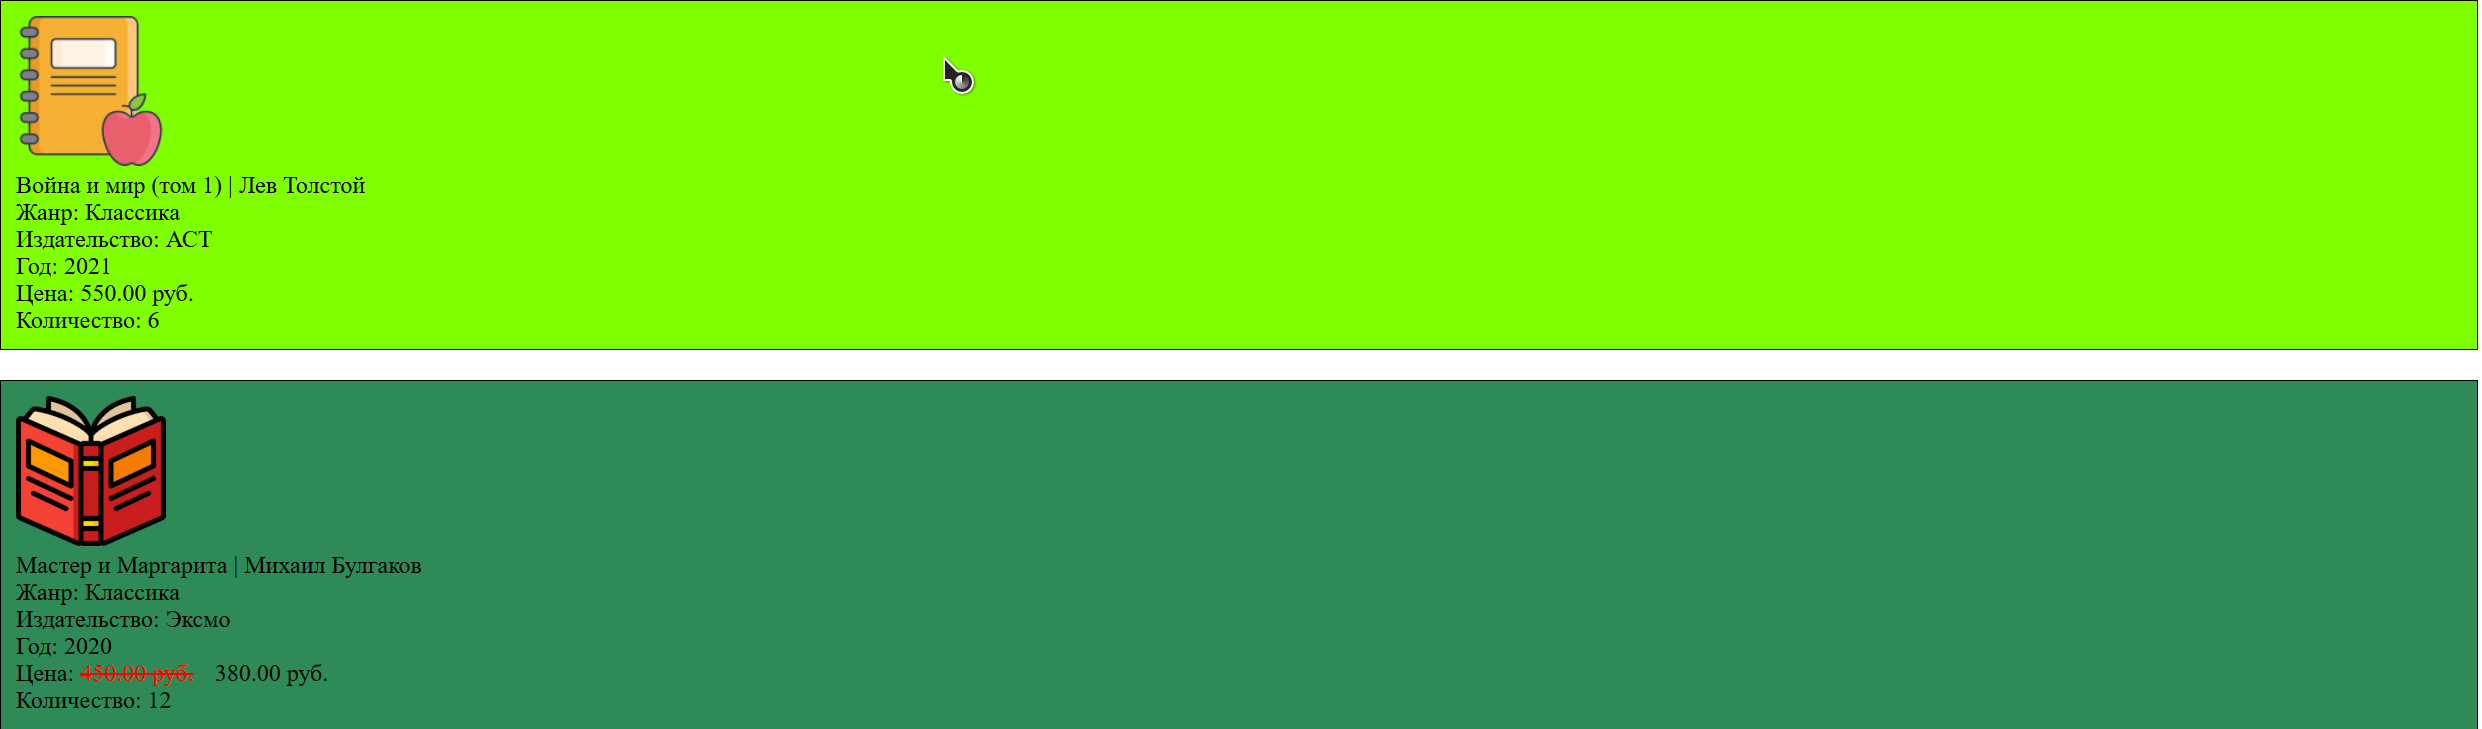 Война и мир (том 1) | Лев Толстой
Жанр: Классика
Издательство: АСТ
Год: 2021
Цена: 550.00 руб.
Количество: 6
Мастер и Маргарита | Михаил Булгаков
Жанр: Классика
Издательство: Эксмо
Год: 2020
Цена: 450.00 руб. 380.00 руб.
Количество: 12